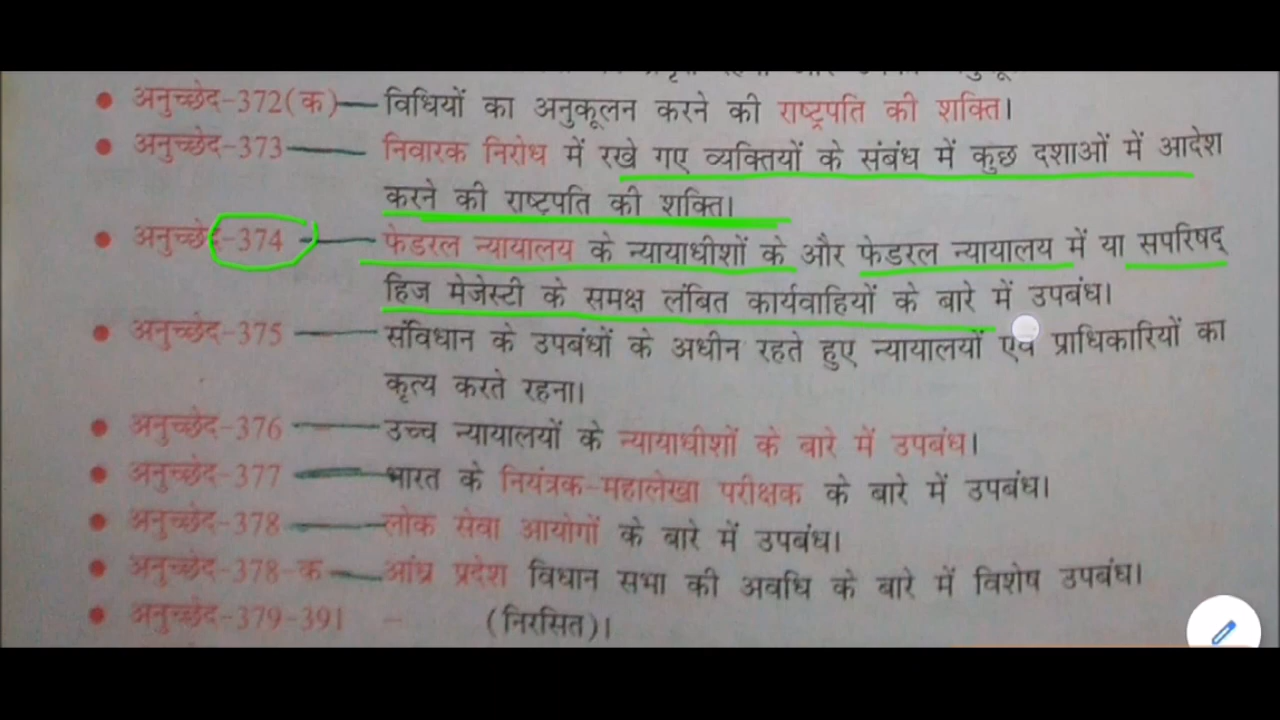 अनुच्छेद-372(क)—विधियों का अनुकूलन करने की राष्ट्रपति की शक्ति।
अनुच्छेद-373—निवारक निरोध में रखे गए व्यक्तियों के संबंध में कुछ दशाओं में आदेश
करने की राष्ट्रपति की शक्ति।
अनुच्छेद-374—फेडरल न्यायालय के न्यायाधीशों के और फेडरल न्यायालय में या सपरिषद्
हिज मेजेस्टी के समक्ष लंबित कार्यवाहियों के बारे में उपबंध।
अनुच्छेद-375—संविधान के उपबंधों के अधीन रहते हुए न्यायालयों एवं प्राधिकारियों का
कृत्य करते रहना।
अनुच्छेद-376—उच्च न्यायालयों के न्यायाधीशों के बारे में उपबंध।
अनुच्छेद-377—भारत के नियंत्रक-महालेखा परीक्षक के बारे में उपबंध।
अनुच्छेद-378—लोक सेवा आयोगों के बारे में उपबंध।
अनुच्छेद-378-क—आंध्र प्रदेश विधान सभा की अवधि के बारे में विशेष उपबंध।
अनुच्छेद-379-391 - (निरसित)।